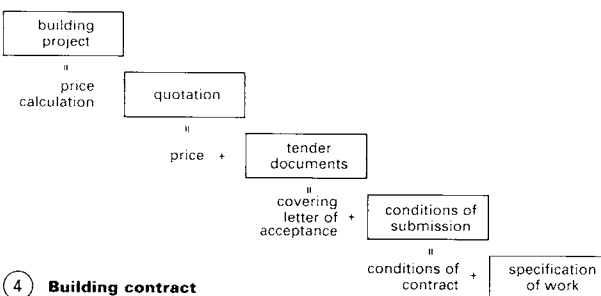 building
project
=
price
calculation
quotation
=
price +
tender
documents
=
covering
letter of
acceptance
+
conditions of
submission
=
conditions of
contract
+
specification
of work
4 Building contract